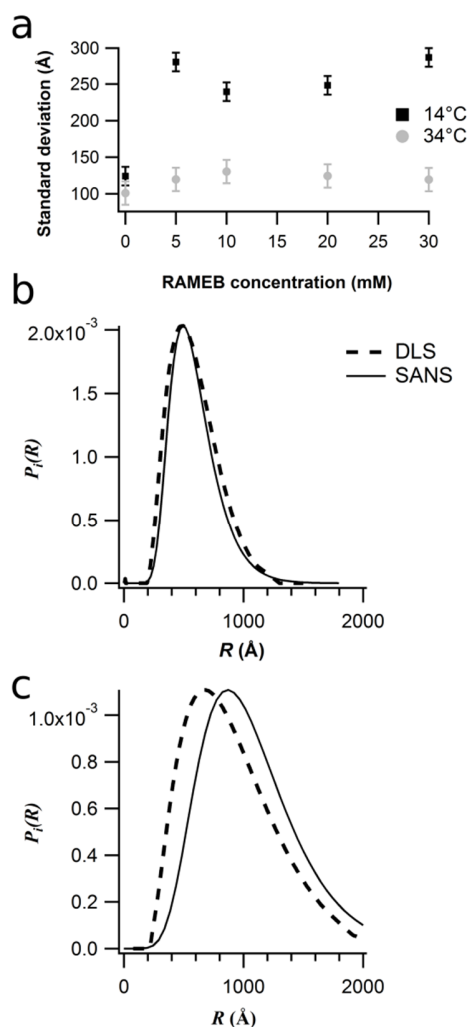 a
Standard deviation (Å)
300
250
200
150
100
14°C
34°C
0 5 10 15 20 25 30
RAMEB concentration (mM)
b
DLS
SANS
2.0x10⁻³
1.5
1.0
0.5
0.0
Pᵢ(R)
0 1000 2000
R (Å)
c
1.0x10⁻³
0.8
0.6
0.4
0.2
0.0
Pᵢ(R)
0 1000 2000
R (Å)